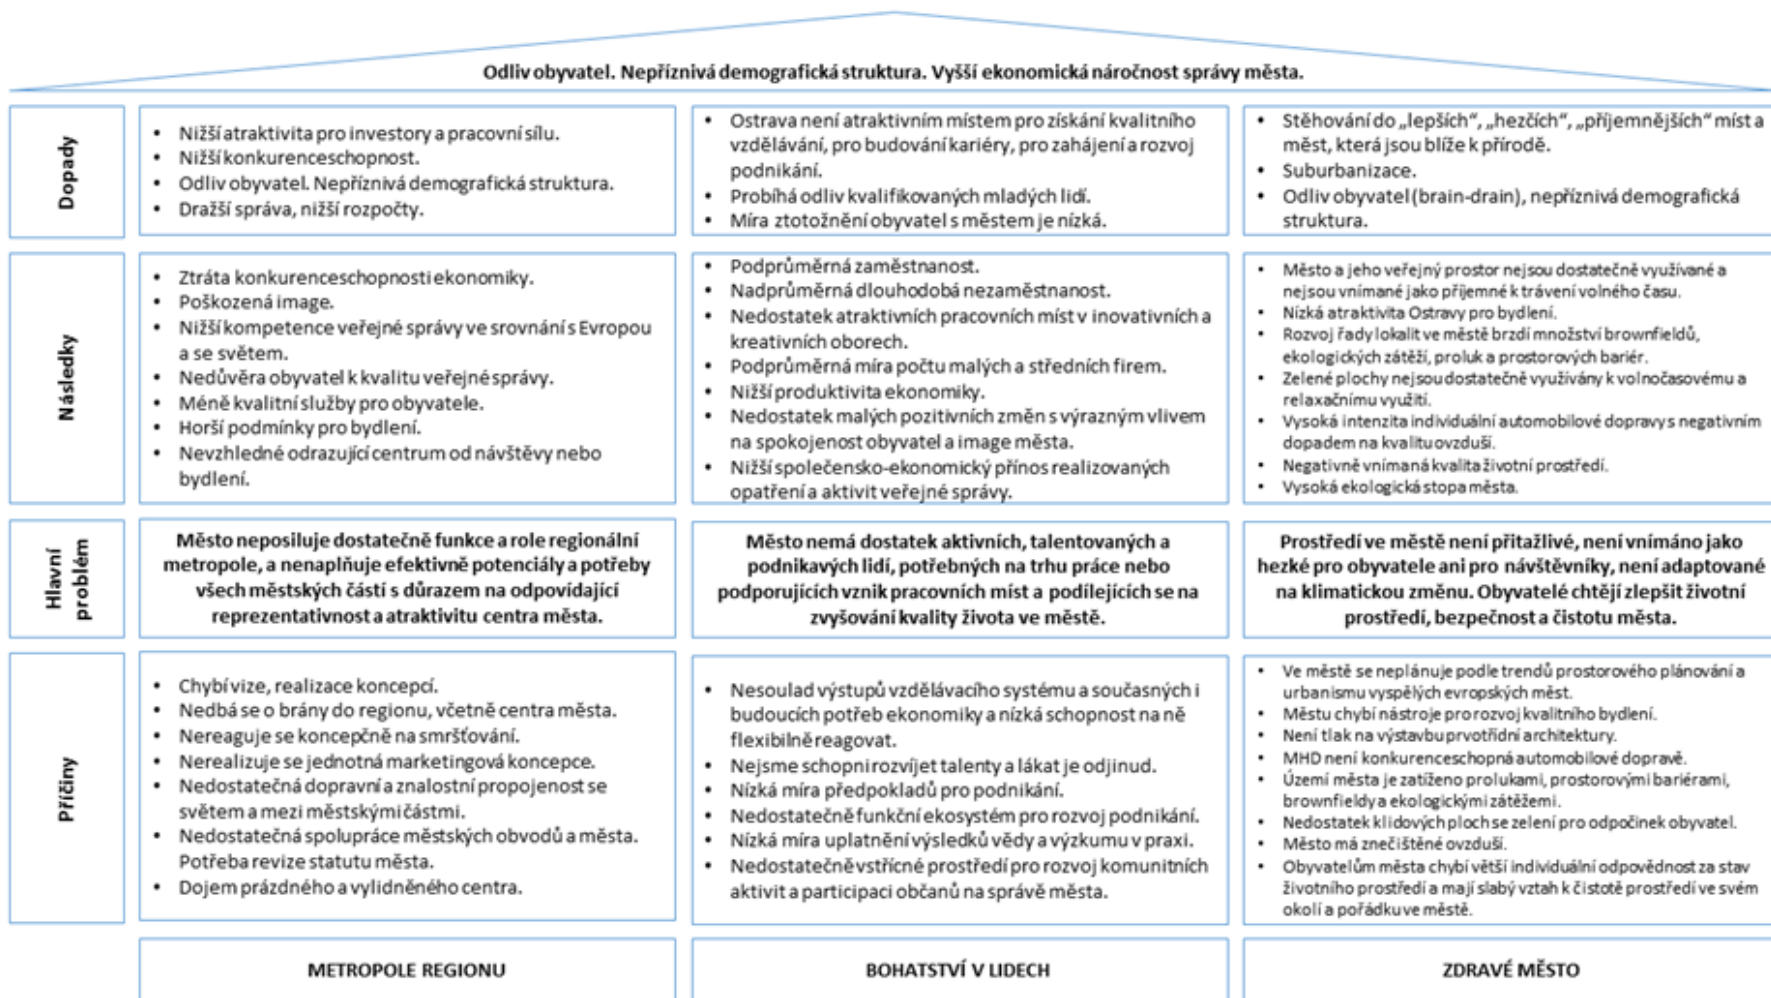 Odliv obyvatel. Nepříznivá demografická struktura. Vyšší ekonomická náročnost správy města.
Dopady
• Nižší atraktivita pro investory a pracovní sílu.
• Nižší konkurenceschopnost.
• Odliv obyvatel. Nepříznivá demografická struktura.
• Dražší správa, nižší rozpočty.
• Ostrava není atraktivním místem pro získání kvalitního
vzdělávání, pro budování kariéry, pro zahájení a rozvoj
podnikání.
• Probíhá odliv kvalifikovaných mladých lidí.
• Míra ztotožnění obyvatel s městem je nízká.
• Stěhování do „lepších“, „hezčích“, „příjemnějších“ míst a
měst, která jsou blíže k přírodě.
• Suburbanizace.
• Odliv obyvatel (brain-drain), nepříznivá demografická
struktura.
Následky
• Ztráta konkurenceschopnosti ekonomiky.
• Poškozená image.
• Nižší kompetence veřejné správy ve srovnání s Evropou
a se světem.
• Nedůvěra obyvatel k kvalitu veřejné správy.
• Méně kvalitní služby pro obyvatele.
• Horší podmínky pro bydlení.
• Nevzhledné odrazující centrum od návštěvy nebo
bydlení.
• Podprůměrná zaměstnanost.
• Nadprůměrná dlouhodobá nezaměstnanost.
• Nedostatek atraktivních pracovních míst v inovativních a
kreativních oborech.
• Podprůměrná míra počtu malých a středních firem.
• Nižší produktivita ekonomiky.
• Nedostatek malých pozitivních změn s výrazným vlivem
na spokojenost obyvatel a image města.
• Nižší společensko-ekonomický přínos realizovaných
opatření a aktivit veřejné správy.
• Město a jeho veřejný prostor nejsou dostatečně využívané a
nejsou vnímané jako příjemné k trávení volného času.
• Nízká atraktivita Ostravy pro bydlení.
• Rozvoj řady lokalit ve městě brzdí množství brownfieldů,
ekologických zátěží, proluk a prostorových bariér.
• Zelené plochy nejsou dostatečně využívány k volnočasovému a
relaxačnímu využití.
• Vysoká intenzita individuální automobilové dopravy s negativním
dopadem na kvalitu ovzduší.
• Negativně vnímaná kvalita životní prostředí.
• Vysoká ekologická stopa města.
Hlavní
problém
Město neposiluje dostatečně funkce a role regionální
metropole, a nenaplňuje efektivně potenciály a potřeby
všech městských částí s důrazem na odpovídající
reprezentativnost a atraktivitu centra města.
Město nemá dostatek aktivních, talentovaných a
podnikavých lidí, potřebných na trhu práce nebo
podporujících vznik pracovních míst a podílejících se na
zvyšování kvality života ve městě.
Prostředí ve městě není přitažlivé, není vnímáno jako
hezké pro obyvatele ani pro návštěvníky, není adaptované
na klimatickou změnu. Obyvatelé chtějí zlepšit životní
prostředí, bezpečnost a čistotu města.
Příčiny
• Chybí vize, realizace koncepcí.
• Nedbá se o brány do regionu, včetně centra města.
• Nereaguje se koncepčně na smršťování.
• Nerealizuje se jednotná marketingová koncepce.
• Nedostatečná dopravní a znalostní propojenost se
světem a mezi městskými částmi.
• Nedostatečná spolupráce městských obvodů a města.
Potřeba revize statutu města.
• Dojem prázdného a vylidněného centra.
• Nesoulad výstupů vzdělávacího systému a současných i
budoucích potřeb ekonomiky a nízká schopnost na ně
flexibilně reagovat.
• Nejsme schopni rozvíjet talenty a lákat je odjinud.
• Nízká míra předpokladů pro podnikání.
• Nedostatečně funkční ekosystém pro rozvoj podnikání.
• Nízká míra uplatnění výsledků vědy a výzkumu v praxi.
• Nedostatečně vstřícné prostředí pro rozvoj komunitních
aktivit a participaci občanů na správě města.
• Ve městě se neplánuje podle trendů prostorového plánování a
urbanismu vyspělých evropských měst.
• Městu chybí nástroje pro rozvoj kvalitního bydlení.
• Není tlak na výstavbu prvotřídní architektury.
• MHD není konkurenceschopná automobilové dopravě.
• Území města je zatíženo prolukami, prostorovými bariérami,
brownfieldy a ekologickými zátěžemi.
• Nedostatek klidových ploch se zelení pro odpočinek obyvatel.
• Město má znečištěné ovzduší.
• Obyvatelům města chybí větší individuální odpovědnost za stav
životního prostředí a mají slabý vztah k čistotě prostředí ve svém
okolí a pořádku ve městě.
METROPOLE REGIONU
BOHATSTVÍ V LIDECH
ZDRAVÉ MĚSTO